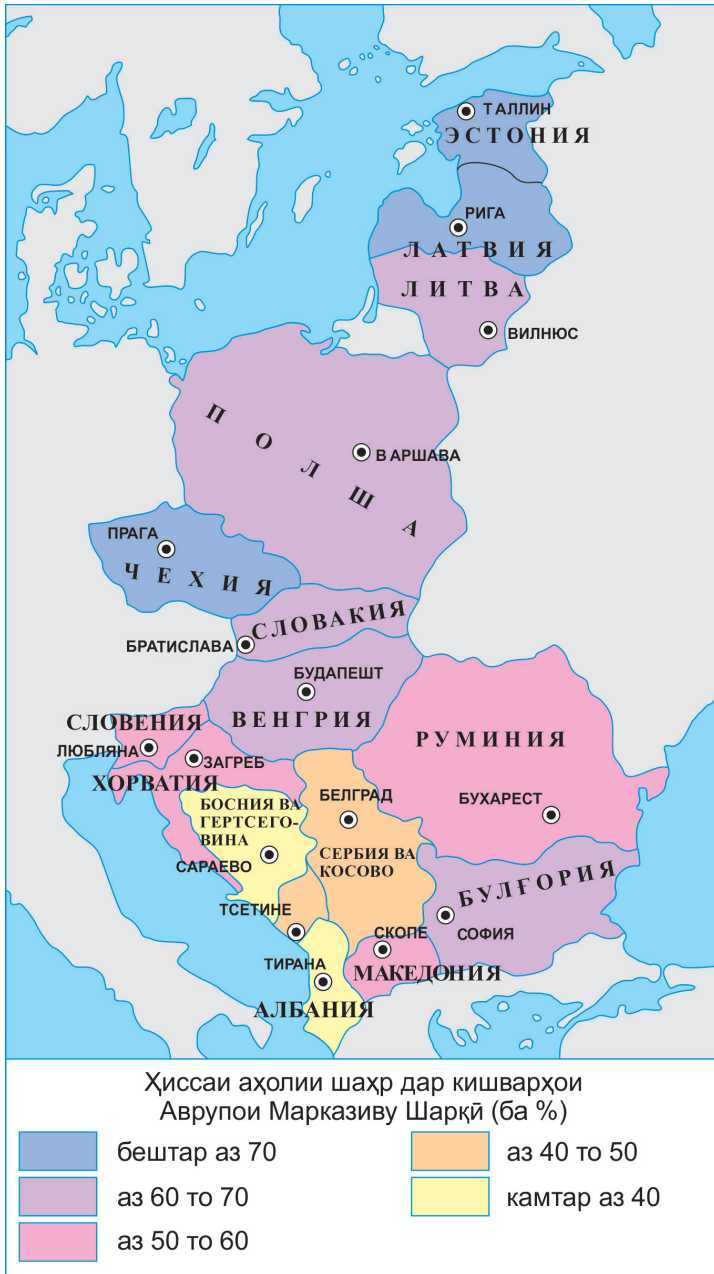 ТАЛЛИН
ЭСТОНИЯ
РИГА
ЛАТВИЯ
ЛИТВА
ВИЛНЮС
ПОЛША
ВАРШАВА
ПРАГА
ЧЕХИЯ
СЛОВАКИЯ
БРАТИСЛАВА
БУДАПЕШТ
ВЕНГРИЯ
СЛОВЕНИЯ
ЛЮБЛЯНА
ЗАГРЕБ
ХОРВАТИЯ
РУМИНИЯ
БУХАРЕСТ
БОСНИЯ ВА
ГЕРТСЕГО-
ВИНА
САРАЕВО
БЕЛГРАД
СЕРБИЯ ВА
КОСОВО
БУЛҒОРИЯ
СОФИЯ
ТСЕТИНЕ
СКОПЕ
МАКЕДОНИЯ
ТИРАНА
АЛБАНИЯ
Ҳиссаи аҳолии шаҳр дар кишварҳои
Аврупои Марказиву Шарқӣ (ба %)
бештар аз 70
аз 60 то 70
аз 50 то 60
аз 40 то 50
камтар аз 40